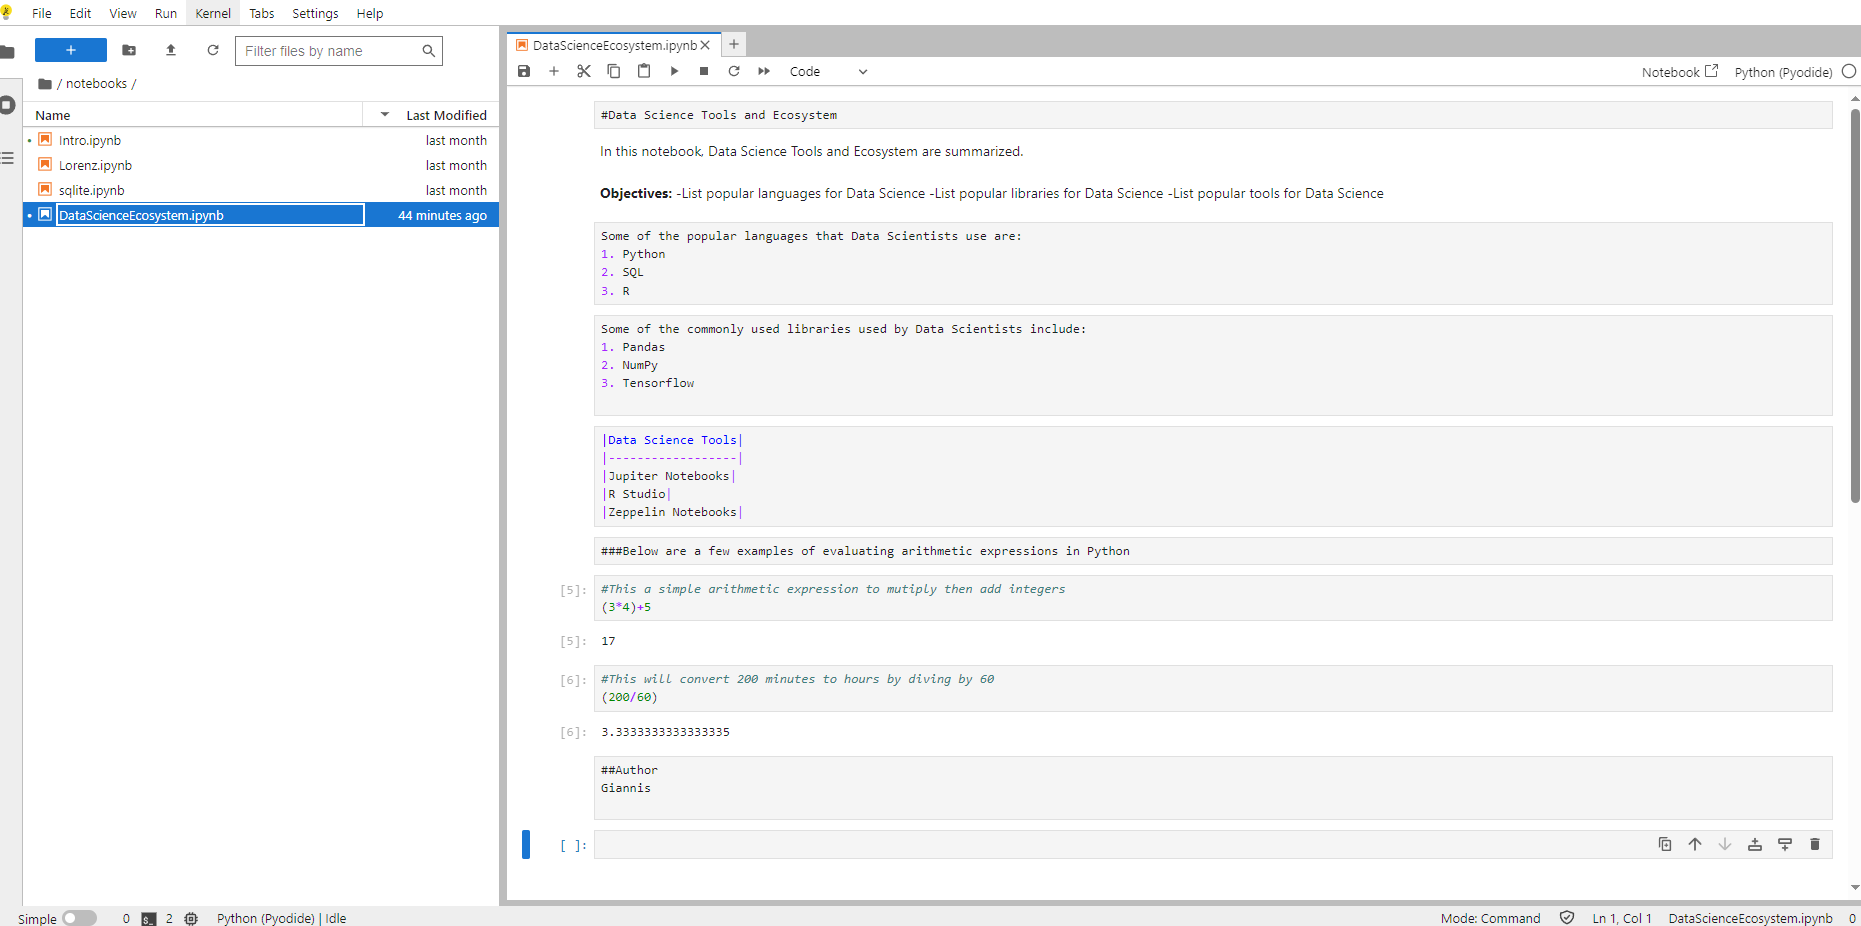 File Edit View Run Kernel Tabs Settings Help
+
Filter files by name
/ notebooks /
Name Last Modified
Intro.ipynb last month
Lorenz.ipynb last month
sqlite.ipynb last month
DataScienceEcosystem.ipynb 44 minutes ago
DataScienceEcosystem.ipynb
Code
Notebook Python (Pyodide)
#Data Science Tools and Ecosystem
In this notebook, Data Science Tools and Ecosystem are summarized.
Objectives: -List popular languages for Data Science -List popular libraries for Data Science -List popular tools for Data Science
Some of the popular languages that Data Scientists use are:
1. Python
2. SQL
3. R
Some of the commonly used libraries used by Data Scientists include:
1. Pandas
2. NumPy
3. Tensorflow
|Data Science Tools|
|------------------|
|Jupiter Notebooks|
|R Studio|
|Zeppelin Notebooks|
###Below are a few examples of evaluating arithmetic expressions in Python
[5]: #This a simple arithmetic expression to mutiply then add integers
(3*4)+5
[5]: 17
[6]: #This will convert 200 minutes to hours by diving by 60
(200/60)
[6]: 3.3333333333333335
##Author
Giannis
[ ]:
Simple 0 2 Python (Pyodide) | Idle Mode: Command Ln 1, Col 1 DataScienceEcosystem.ipynb 0